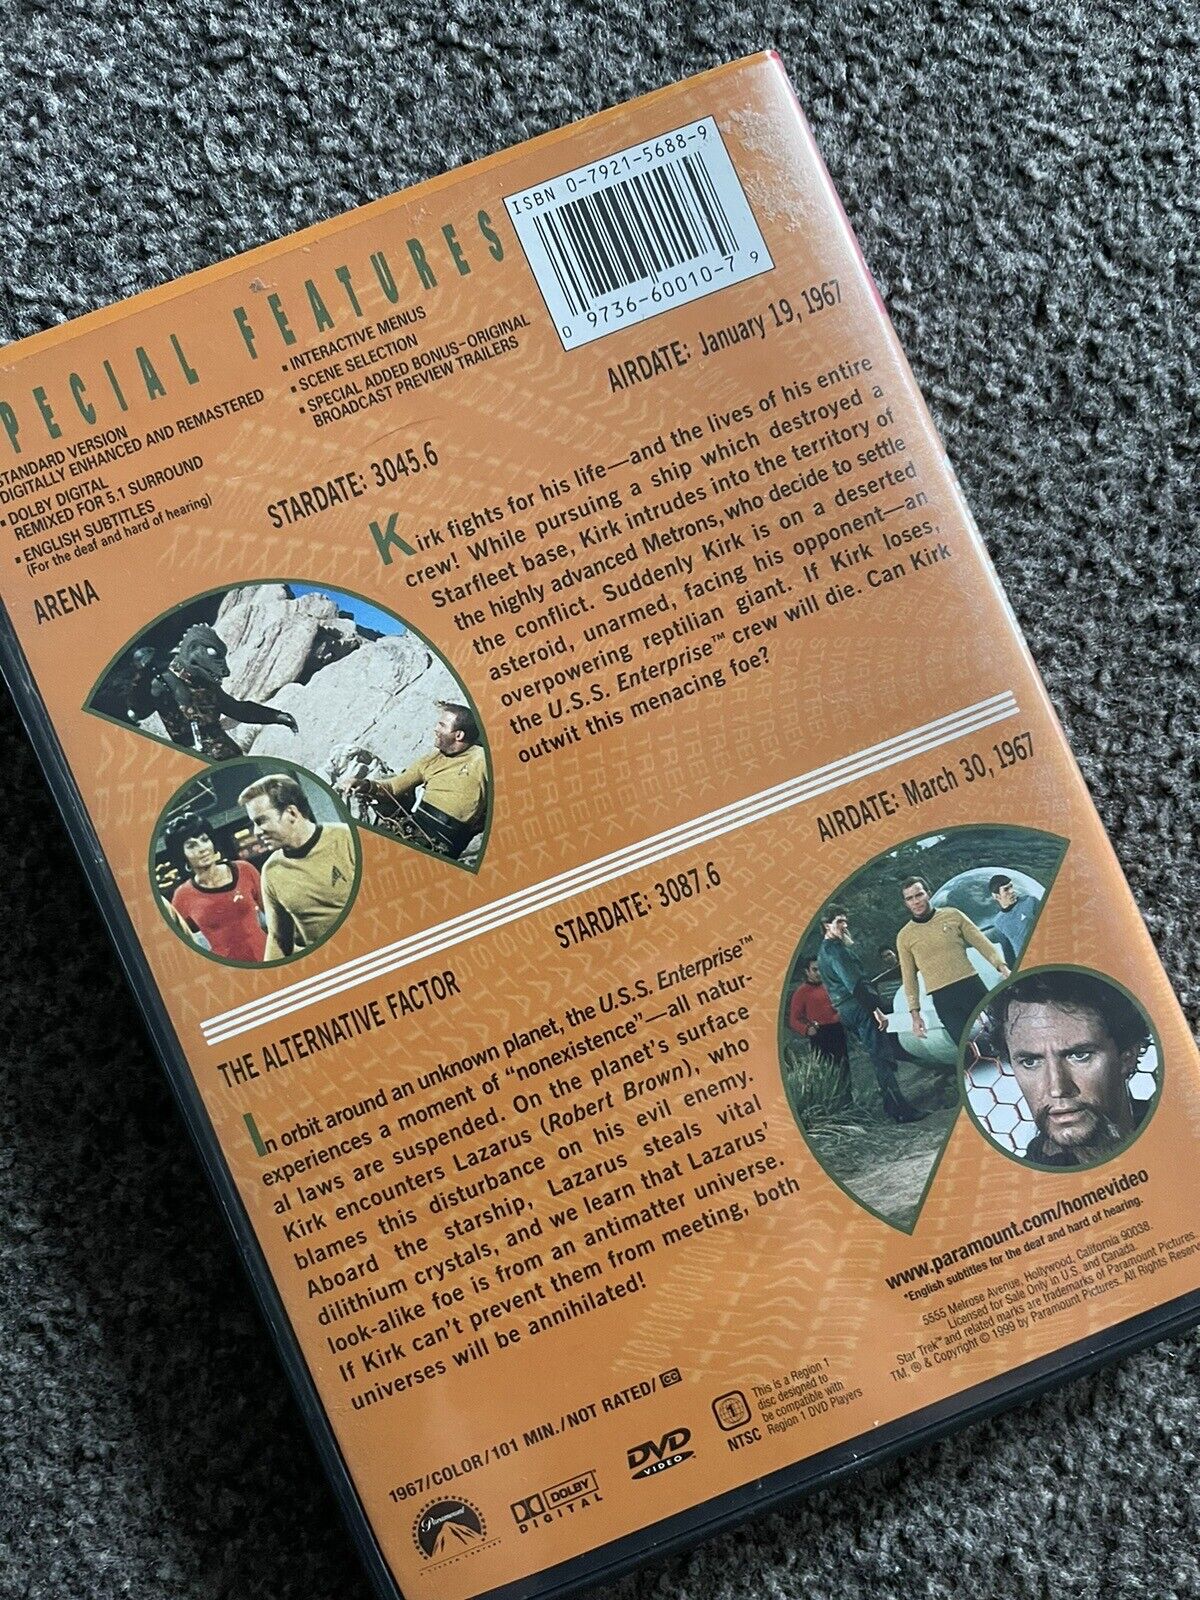 ISBN 0-7921-5688-9
0 9736-60010-7 9
PECIAL FEATURES
STANDARD VERSION
DIGITALLY ENHANCED AND REMASTERED
▪ DOLBY DIGITAL
REMIXED FOR 5.1 SURROUND
▪ ENGLISH SUBTITLES
(For the deaf and hard of hearing)
▪ INTERACTIVE MENUS
▪ SCENE SELECTION
▪ SPECIAL ADDED BONUS–ORIGINAL
BROADCAST PREVIEW TRAILERS
ARENA
STARDATE: 3045.6
AIRDATE: January 19, 1967
Kirk fights for his life—and the lives of his entire
crew! While pursuing a ship which destroyed a
Starfleet base, Kirk intrudes into the territory of
the highly advanced Metrons, who decide to settle
the conflict. Suddenly Kirk is on a deserted
asteroid, unarmed, facing his opponent—an
overpowering reptilian giant. If Kirk loses,
the U.S.S. Enterprise™ crew will die. Can Kirk
outwit this menacing foe?
THE ALTERNATIVE FACTOR
STARDATE: 3087.6
AIRDATE: March 30, 1967
In orbit around an unknown planet, the U.S.S. Enterprise™
experiences a moment of “nonexistence”—all natur-
al laws are suspended. On the planet's surface
Kirk encounters Lazarus (Robert Brown), who
blames this disturbance on his evil enemy.
Aboard the starship, Lazarus steals vital
dilithium crystals, and we learn that Lazarus'
look-alike foe is from an antimatter universe.
If Kirk can't prevent them from meeting, both
universes will be annihilated!
www.paramount.com/homevideo
*English subtitles for the deaf and hard of hearing.
5555 Melrose Avenue, Hollywood, California 90038.
Licensed for Sale Only in U.S. and Canada.
Star Trek™ and related marks are trademarks of Paramount Pictures.
TM, ® & Copyright © 1999 by Paramount Pictures. All Rights Reser
1967/COLOR/101 MIN./NOT RATED/ CC
Paramount
DOLBY
DIGITAL
DVD
VIDEO
1
NTSC
This is a Region 1
disc designed to
be compatible with
Region 1 DVD Players